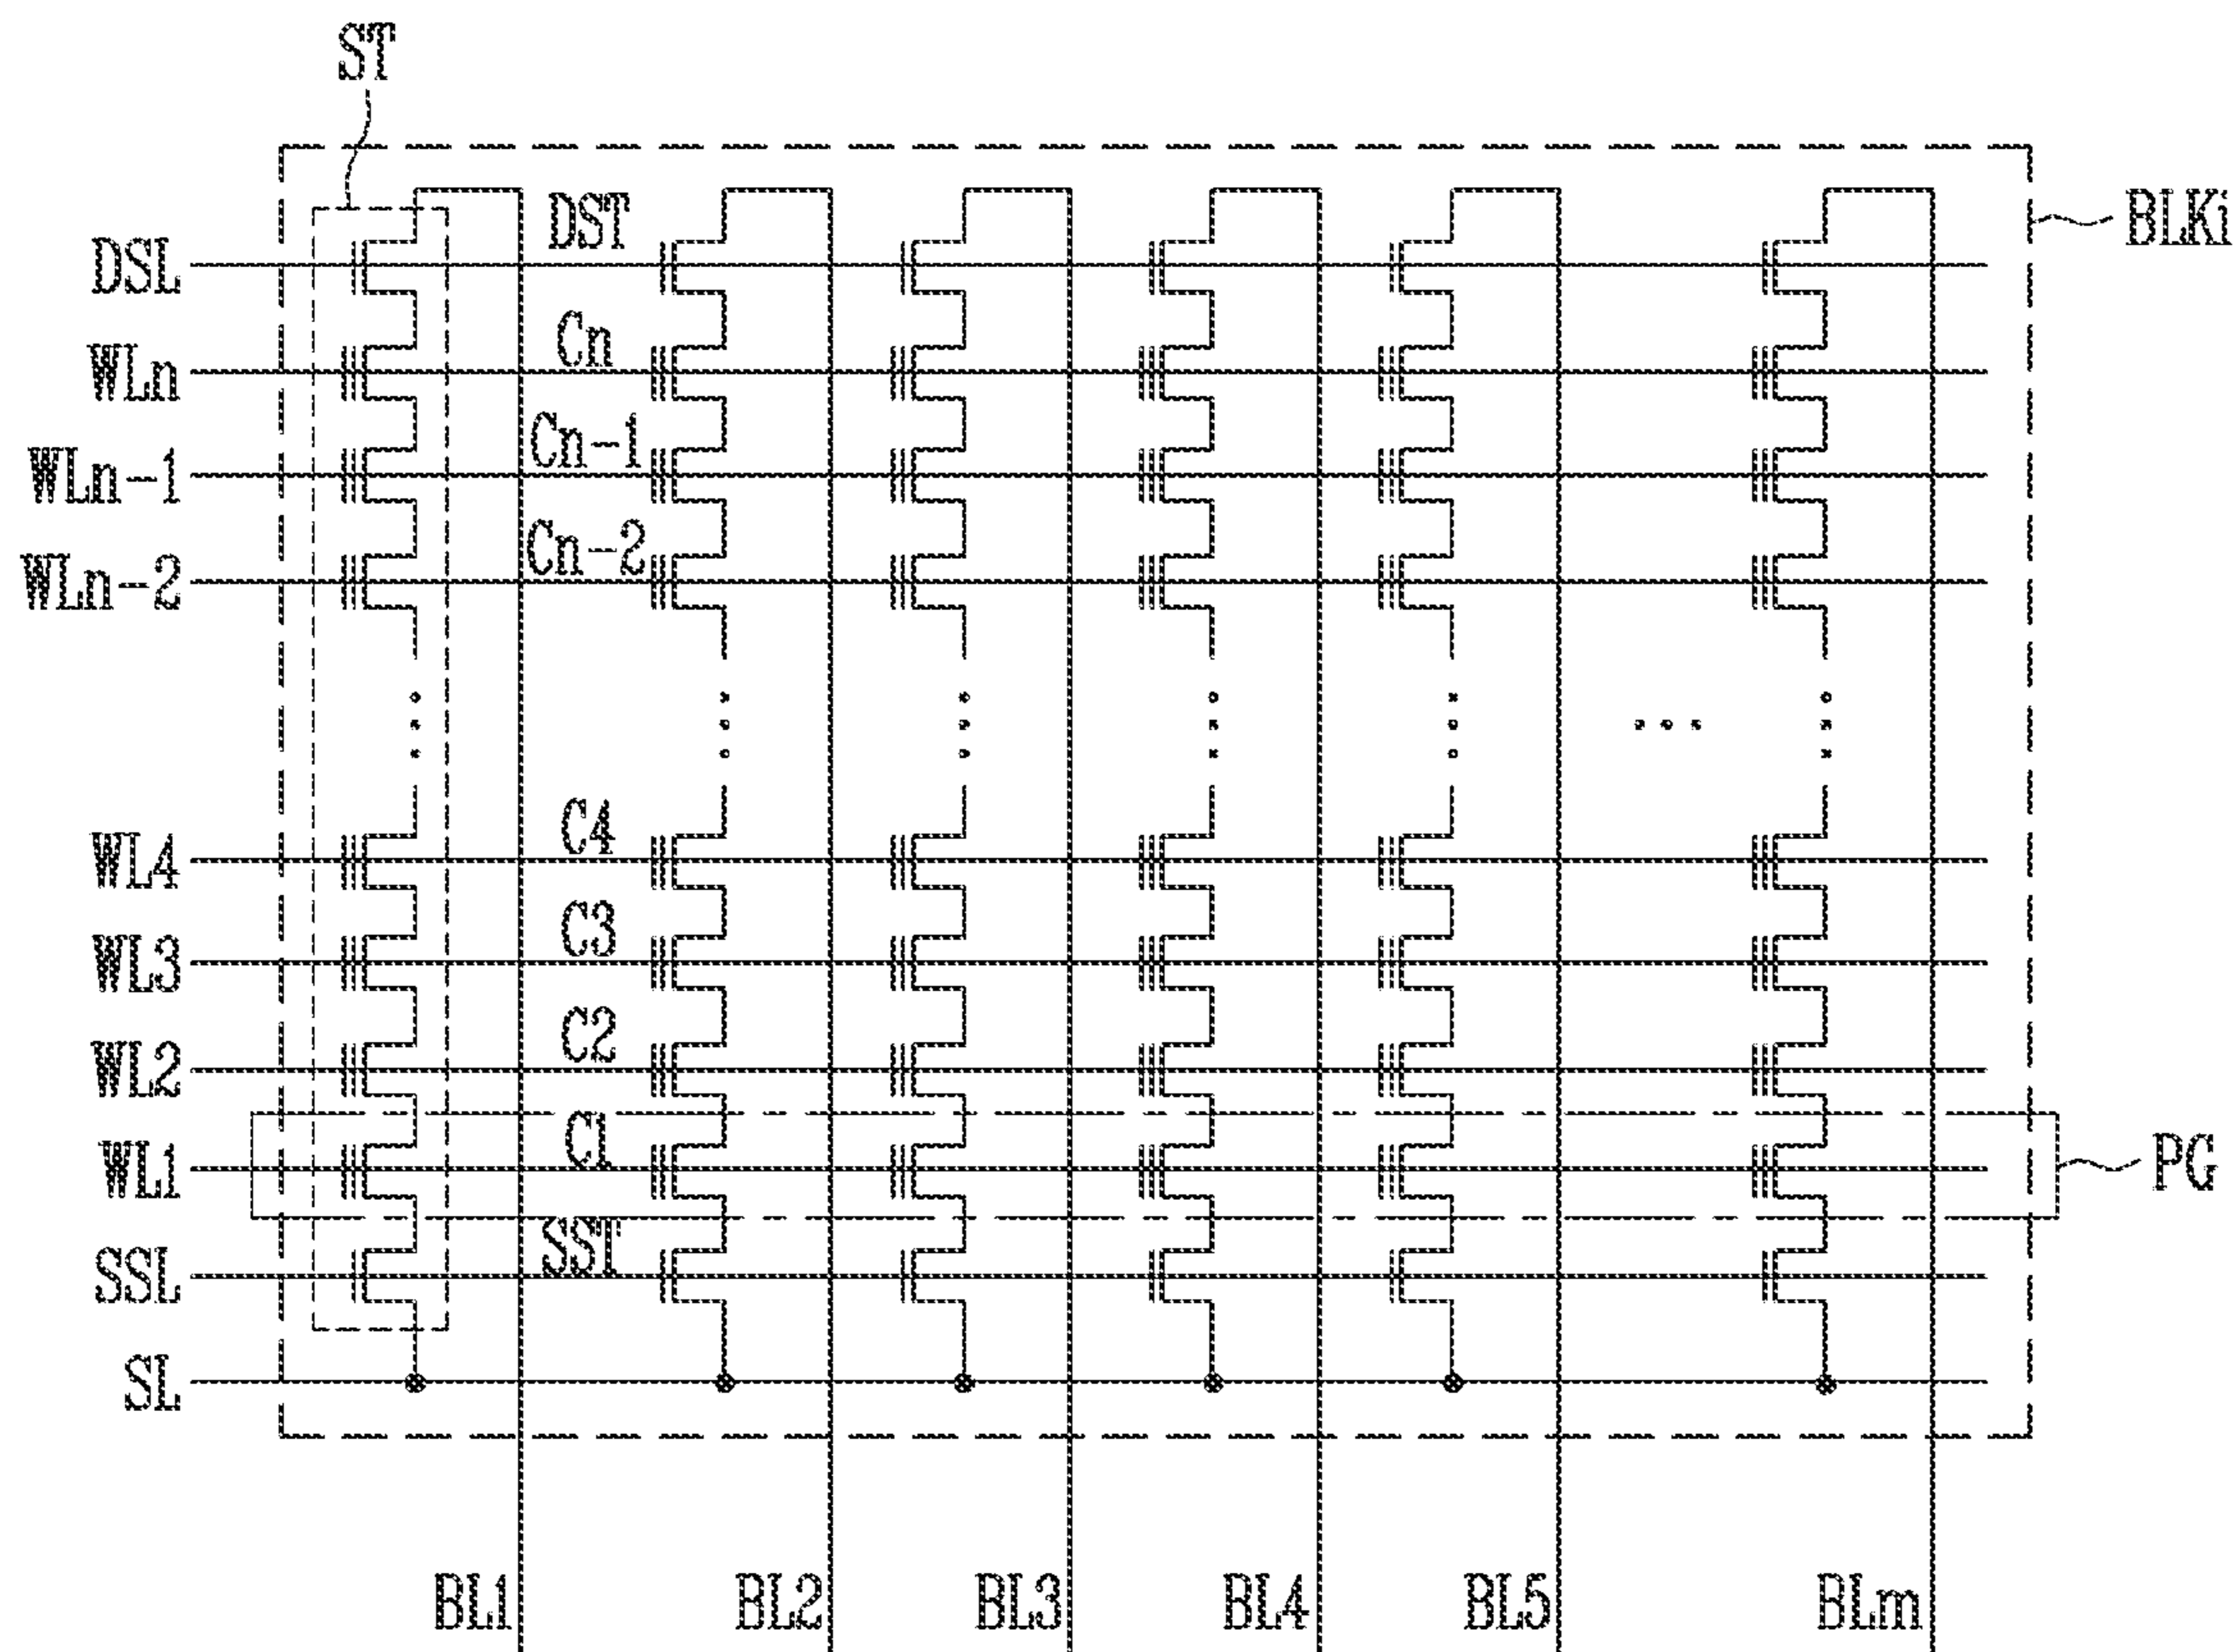 ST
DSL DST BLKi
WLn Cn
WLn-1 Cn-1
WLn-2 Cn-2
WL4 C4
WL3 C3
WL2 C2
WL1 C1 PG
SSL SST
SL
BL1 BL2 BL3 BL4 BL5 BLm